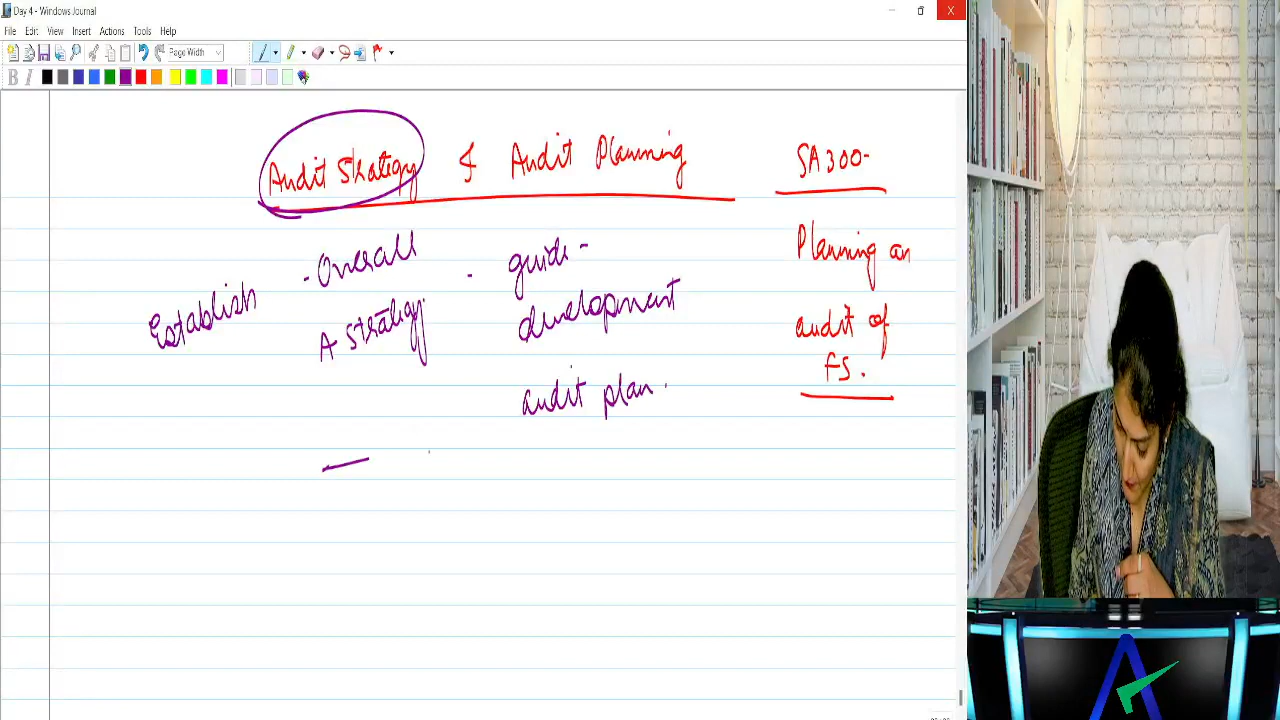 Day 4 - Windows Journal
File Edit View Insert Actions Tools Help
Page Width
B I
Audit Strategy & Audit Planning
SA 300-
Planning an
audit of
FS.
Establish
- Overall
A strategy
- guide -
development
audit plan.